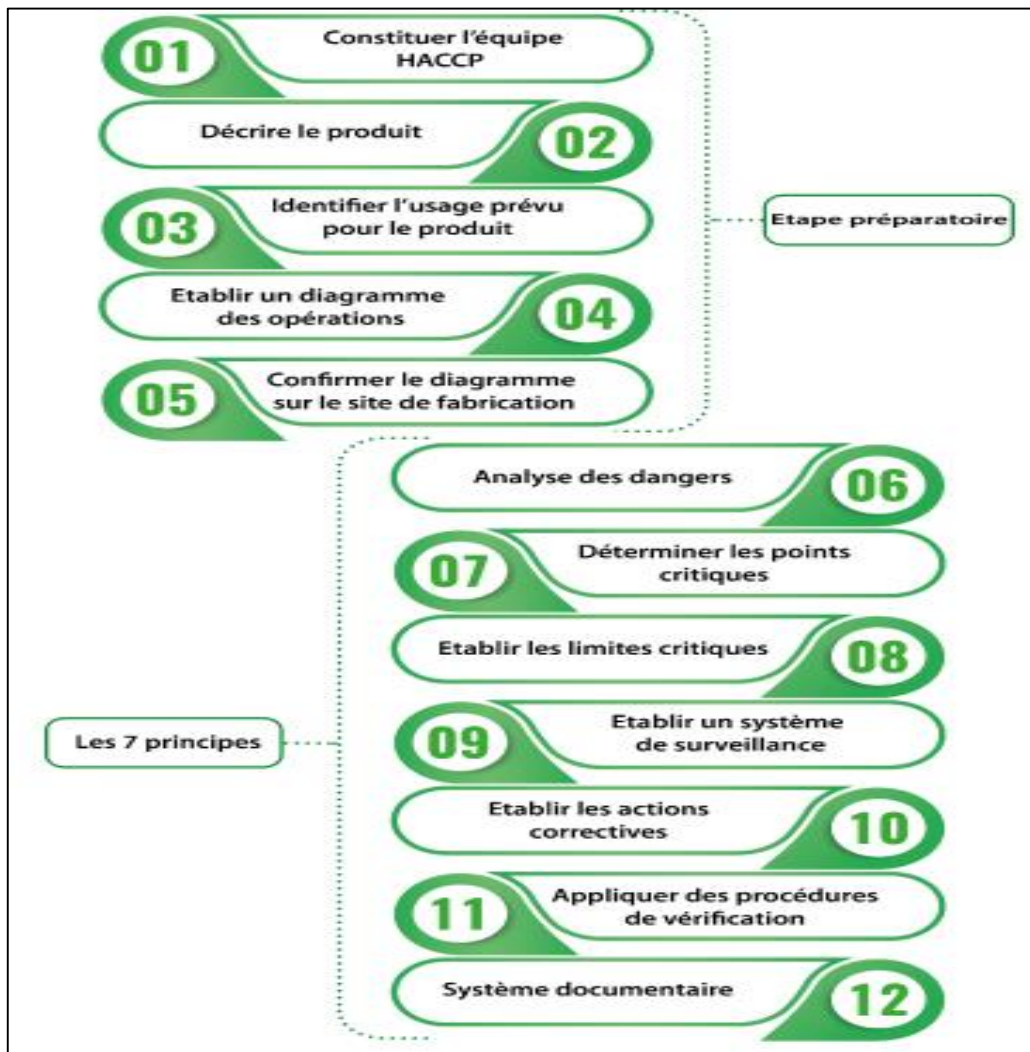 01
Constituer l'équipe
HACCP
Décrire le produit
02
03
Identifier l'usage prévu
pour le produit
Etape préparatoire
Etablir un diagramme
des opérations
04
05
Confirmer le diagramme
sur le site de fabrication
Analyse des dangers
06
07
Déterminer les points
critiques
Etablir les limites critiques
08
Les 7 principes
09
Etablir un système
de surveillance
Etablir les actions
correctives
10
11
Appliquer des procédures
de vérification
Système documentaire
12